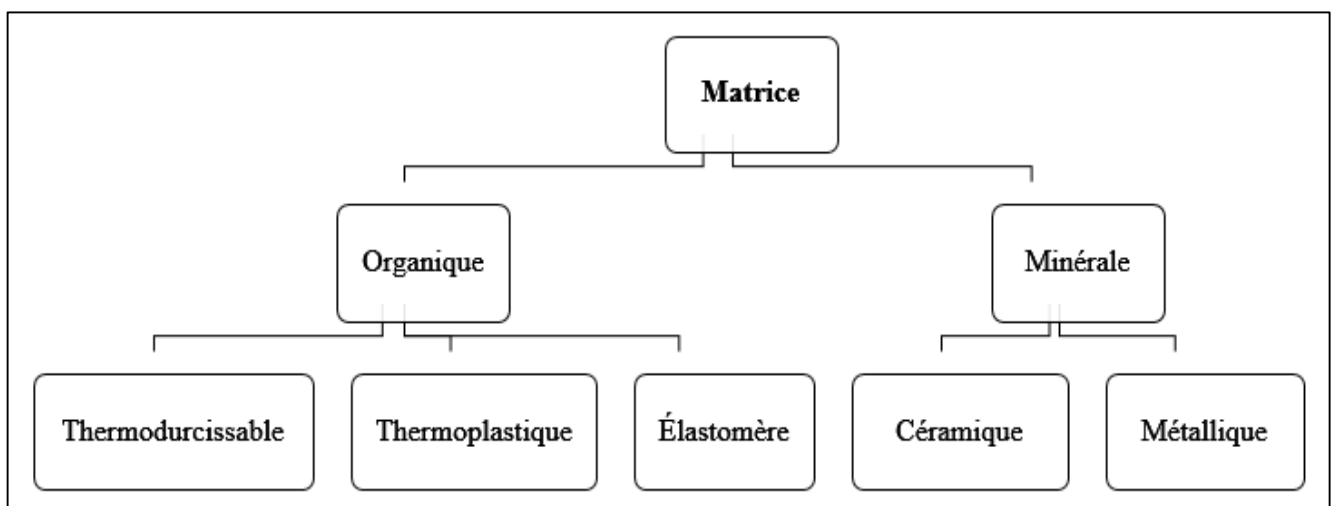 Matrice
Organique
Minérale
Thermodurcissable
Thermoplastique
Élastomère
Céramique
Métallique